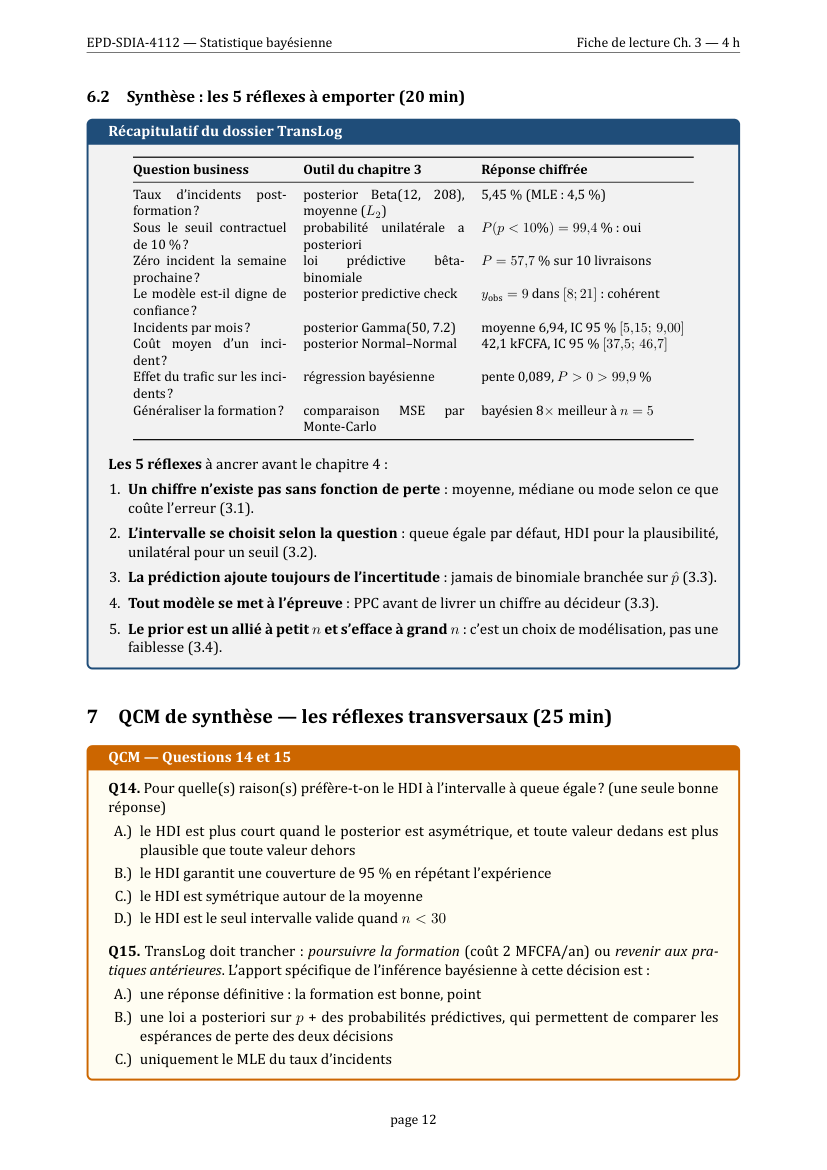 EPD-SDIA-4112 — Statistique bayésienne Fiche de lecture Ch. 3 — 4 h
6.2 Synthèse : les 5 réflexes à emporter (20 min)
Récapitulatif du dossier TransLog
Question business Outil du chapitre 3 Réponse chiffrée
Taux d’incidents post- posterior Beta(12, 208), 5,45 % (MLE : 4,5 %)
formation ? moyenne (L₂)
Sous le seuil contractuel probabilité unilatérale a P(p < 10%) = 99,4 % : oui
de 10 % ? posteriori
Zéro incident la semaine loi prédictive bêta- P = 57,7 % sur 10 livraisons
prochaine ? binomiale
Le modèle est-il digne de posterior predictive check y_obs = 9 dans [8; 21] : cohérent
confiance ?
Incidents par mois ? posterior Gamma(50, 7.2) moyenne 6,94, IC 95 % [5,15; 9,00]
Coût moyen d’un inci- posterior Normal–Normal 42,1 kFCFA, IC 95 % [37,5; 46,7]
dent ?
Effet du trafic sur les inci- régression bayésienne pente 0,089, P > 0 > 99,9 %
dents ?
Généraliser la formation ? comparaison MSE par bayésien 8× meilleur à n = 5
Monte-Carlo
Les 5 réflexes à ancrer avant le chapitre 4 :
1. Un chiffre n’existe pas sans fonction de perte : moyenne, médiane ou mode selon ce que
coûte l’erreur (3.1).
2. L’intervalle se choisit selon la question : queue égale par défaut, HDI pour la plausibilité,
unilatéral pour un seuil (3.2).
3. La prédiction ajoute toujours de l’incertitude : jamais de binomiale branchée sur p̂ (3.3).
4. Tout modèle se met à l’épreuve : PPC avant de livrer un chiffre au décideur (3.3).
5. Le prior est un allié à petit n et s’efface à grand n : c’est un choix de modélisation, pas une
faiblesse (3.4).
7 QCM de synthèse — les réflexes transversaux (25 min)
QCM — Questions 14 et 15
Q14. Pour quelle(s) raison(s) préfère-t-on le HDI à l’intervalle à queue égale ? (une seule bonne
réponse)
A.) le HDI est plus court quand le posterior est asymétrique, et toute valeur dedans est plus
plausible que toute valeur dehors
B.) le HDI garantit une couverture de 95 % en répétant l’expérience
C.) le HDI est symétrique autour de la moyenne
D.) le HDI est le seul intervalle valide quand n < 30
Q15. TransLog doit trancher : poursuivre la formation (coût 2 MFCFA/an) ou revenir aux pra-
tiques antérieures. L’apport spécifique de l’inférence bayésienne à cette décision est :
A.) une réponse définitive : la formation est bonne, point
B.) une loi a posteriori sur p + des probabilités prédictives, qui permettent de comparer les
espérances de perte des deux décisions
C.) uniquement le MLE du taux d’incidents
page 12